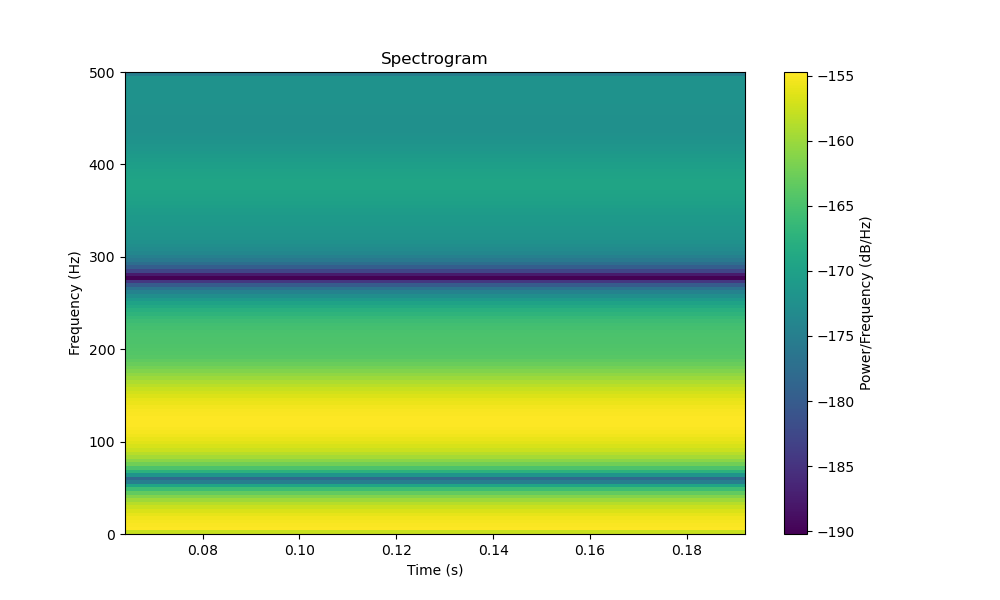 Spectrogram
500
400
300
200
100
0
Frequency (Hz)
0.08 0.10 0.12 0.14 0.16 0.18
Time (s)
−155
−160
−165
−170
−175
−180
−185
−190
Power/Frequency (dB/Hz)